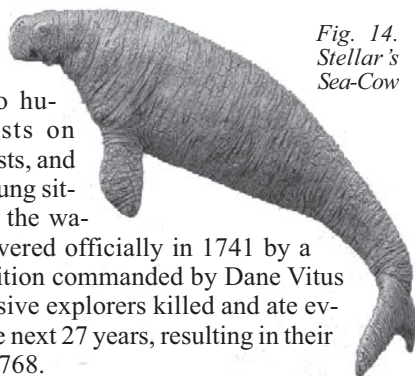 Fig. 14.
Stellar's
Sea-Cow
hu-
sts on
sts, and
ung sit-
the wa-
vered officially in 1741 by a
ition commanded by Dane Vitus
sive explorers killed and ate ev-
e next 27 years, resulting in their
768.